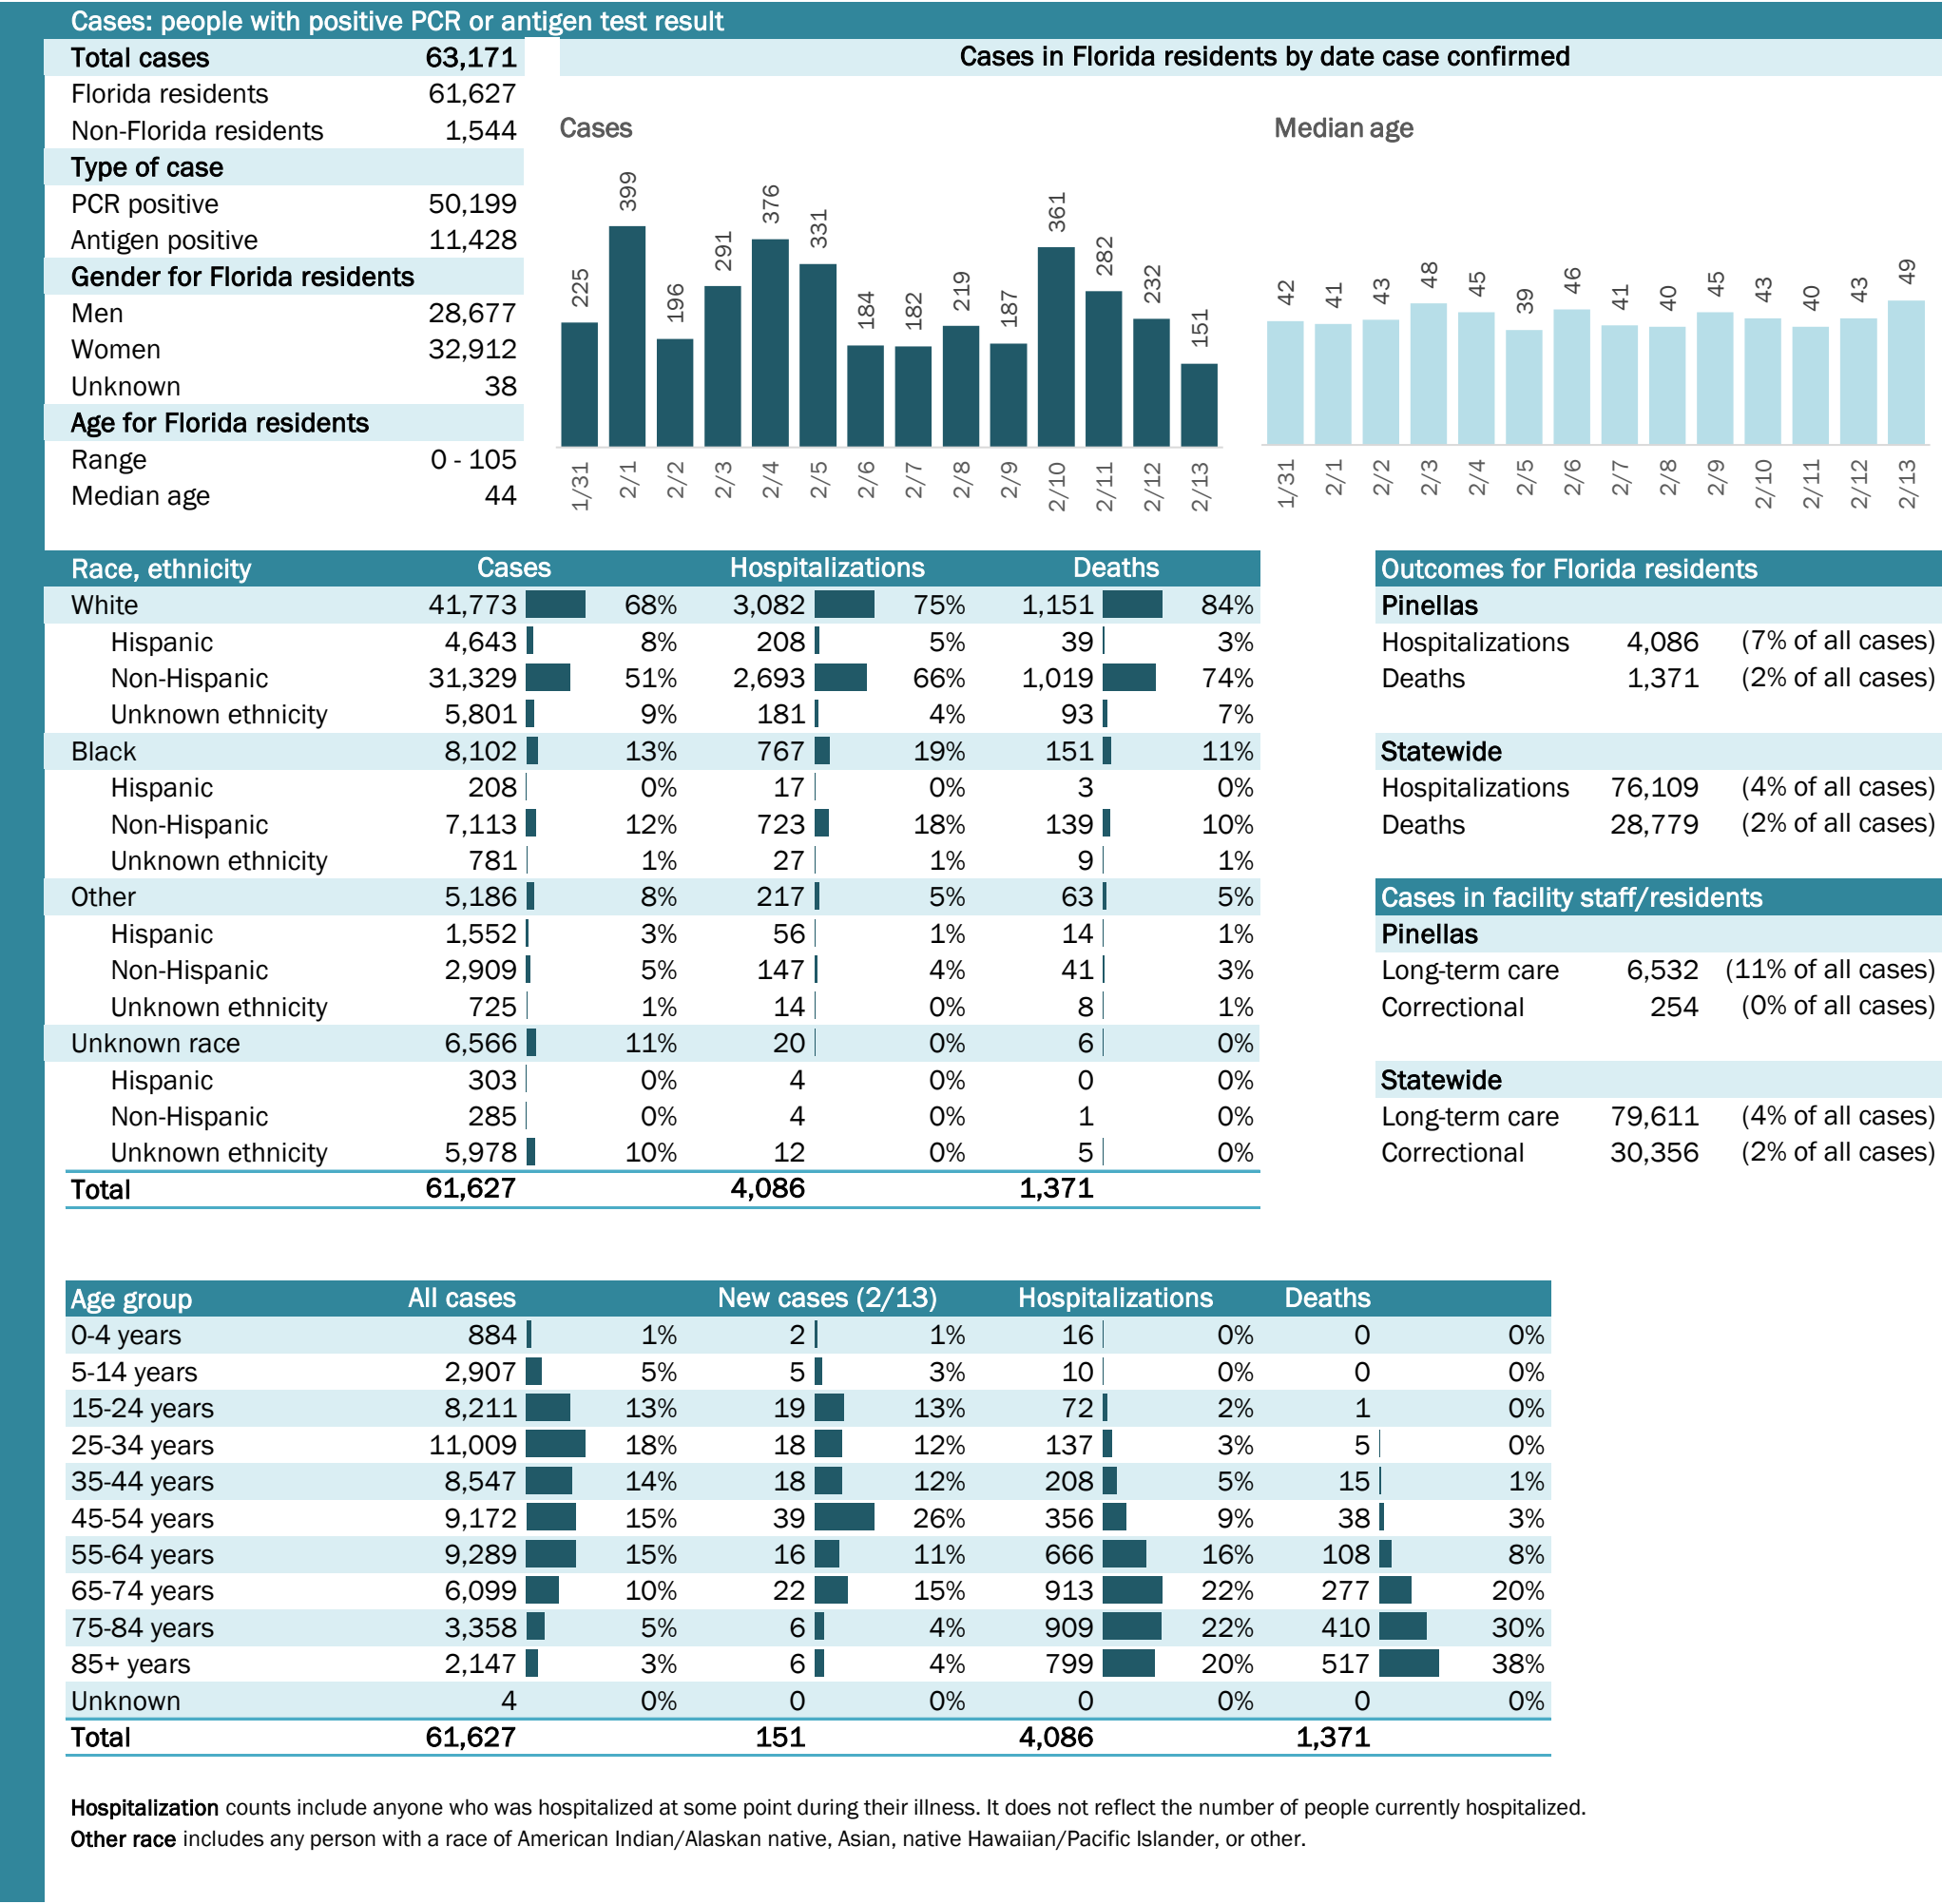 Cases: people with positive PCR or antigen test result
Total cases 63,171
Florida residents 61,627
Non-Florida residents 1,544
Type of case
PCR positive 50,199
Antigen positive 11,428
Gender for Florida residents
Men 28,677
Women 32,912
Unknown 38
Age for Florida residents
Range 0 - 105
Median age 44
Cases in Florida residents by date case confirmed
Cases
225 399 196 291 376 331 184 182 219 187 361 282 232 151
1/31 2/1 2/2 2/3 2/4 2/5 2/6 2/7 2/8 2/9 2/10 2/11 2/12 2/13
Median age
42 41 43 48 45 39 46 41 40 45 43 40 43 49
1/31 2/1 2/2 2/3 2/4 2/5 2/6 2/7 2/8 2/9 2/10 2/11 2/12 2/13
Race, ethnicity Cases Hospitalizations Deaths
White 41,773 68% 3,082 75% 1,151 84%
Hispanic 4,643 8% 208 5% 39 3%
Non-Hispanic 31,329 51% 2,693 66% 1,019 74%
Unknown ethnicity 5,801 9% 181 4% 93 7%
Black 8,102 13% 767 19% 151 11%
Hispanic 208 0% 17 0% 3 0%
Non-Hispanic 7,113 12% 723 18% 139 10%
Unknown ethnicity 781 1% 27 1% 9 1%
Other 5,186 8% 217 5% 63 5%
Hispanic 1,552 3% 56 1% 14 1%
Non-Hispanic 2,909 5% 147 4% 41 3%
Unknown ethnicity 725 1% 14 0% 8 1%
Unknown race 6,566 11% 20 0% 6 0%
Hispanic 303 0% 4 0% 0 0%
Non-Hispanic 285 0% 4 0% 1 0%
Unknown ethnicity 5,978 10% 12 0% 5 0%
Total 61,627 4,086 1,371
Outcomes for Florida residents
Pinellas
Hospitalizations 4,086 (7% of all cases)
Deaths 1,371 (2% of all cases)
Statewide
Hospitalizations 76,109 (4% of all cases)
Deaths 28,779 (2% of all cases)
Cases in facility staff/residents
Pinellas
Long-term care 6,532 (11% of all cases)
Correctional 254 (0% of all cases)
Statewide
Long-term care 79,611 (4% of all cases)
Correctional 30,356 (2% of all cases)
Age group All cases New cases (2/13) Hospitalizations Deaths
0-4 years 884 1% 2 1% 16 0% 0 0%
5-14 years 2,907 5% 5 3% 10 0% 0 0%
15-24 years 8,211 13% 19 13% 72 2% 1 0%
25-34 years 11,009 18% 18 12% 137 3% 5 0%
35-44 years 8,547 14% 18 12% 208 5% 15 1%
45-54 years 9,172 15% 39 26% 356 9% 38 3%
55-64 years 9,289 15% 16 11% 666 16% 108 8%
65-74 years 6,099 10% 22 15% 913 22% 277 20%
75-84 years 3,358 5% 6 4% 909 22% 410 30%
85+ years 2,147 3% 6 4% 799 20% 517 38%
Unknown 4 0% 0 0% 0 0% 0 0%
Total 61,627 151 4,086 1,371
Hospitalization counts include anyone who was hospitalized at some point during their illness. It does not reflect the number of people currently hospitalized.
Other race includes any person with a race of American Indian/Alaskan native, Asian, native Hawaiian/Pacific Islander, or other.